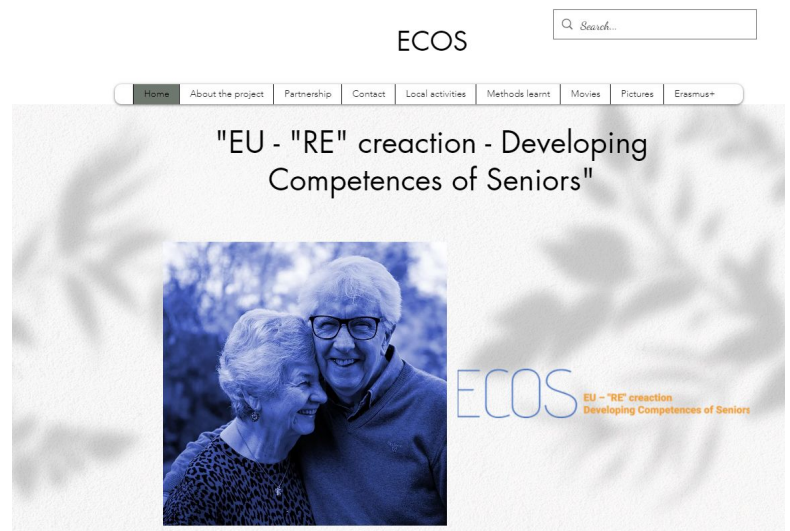 ECOS
Search...
Home About the project Partnership Contact Local activities Methods learnt Movies Pictures Erasmus+
"EU - "RE" creaction - Developing
Competences of Seniors"
ECOS
EU – "RE" creaction
Developing Competences of Seniors